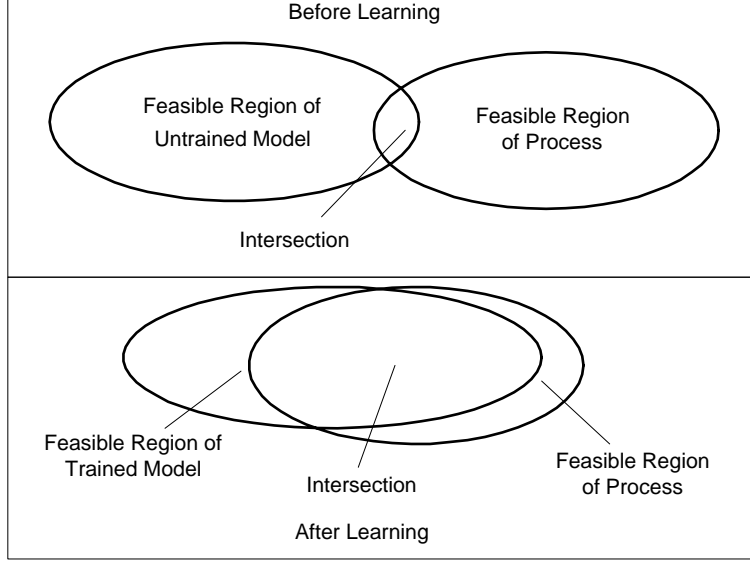 Before Learning
Feasible Region of
Untrained Model
Feasible Region
of Process
Intersection
Feasible Region of
Trained Model
Intersection
Feasible Region
of Process
After Learning